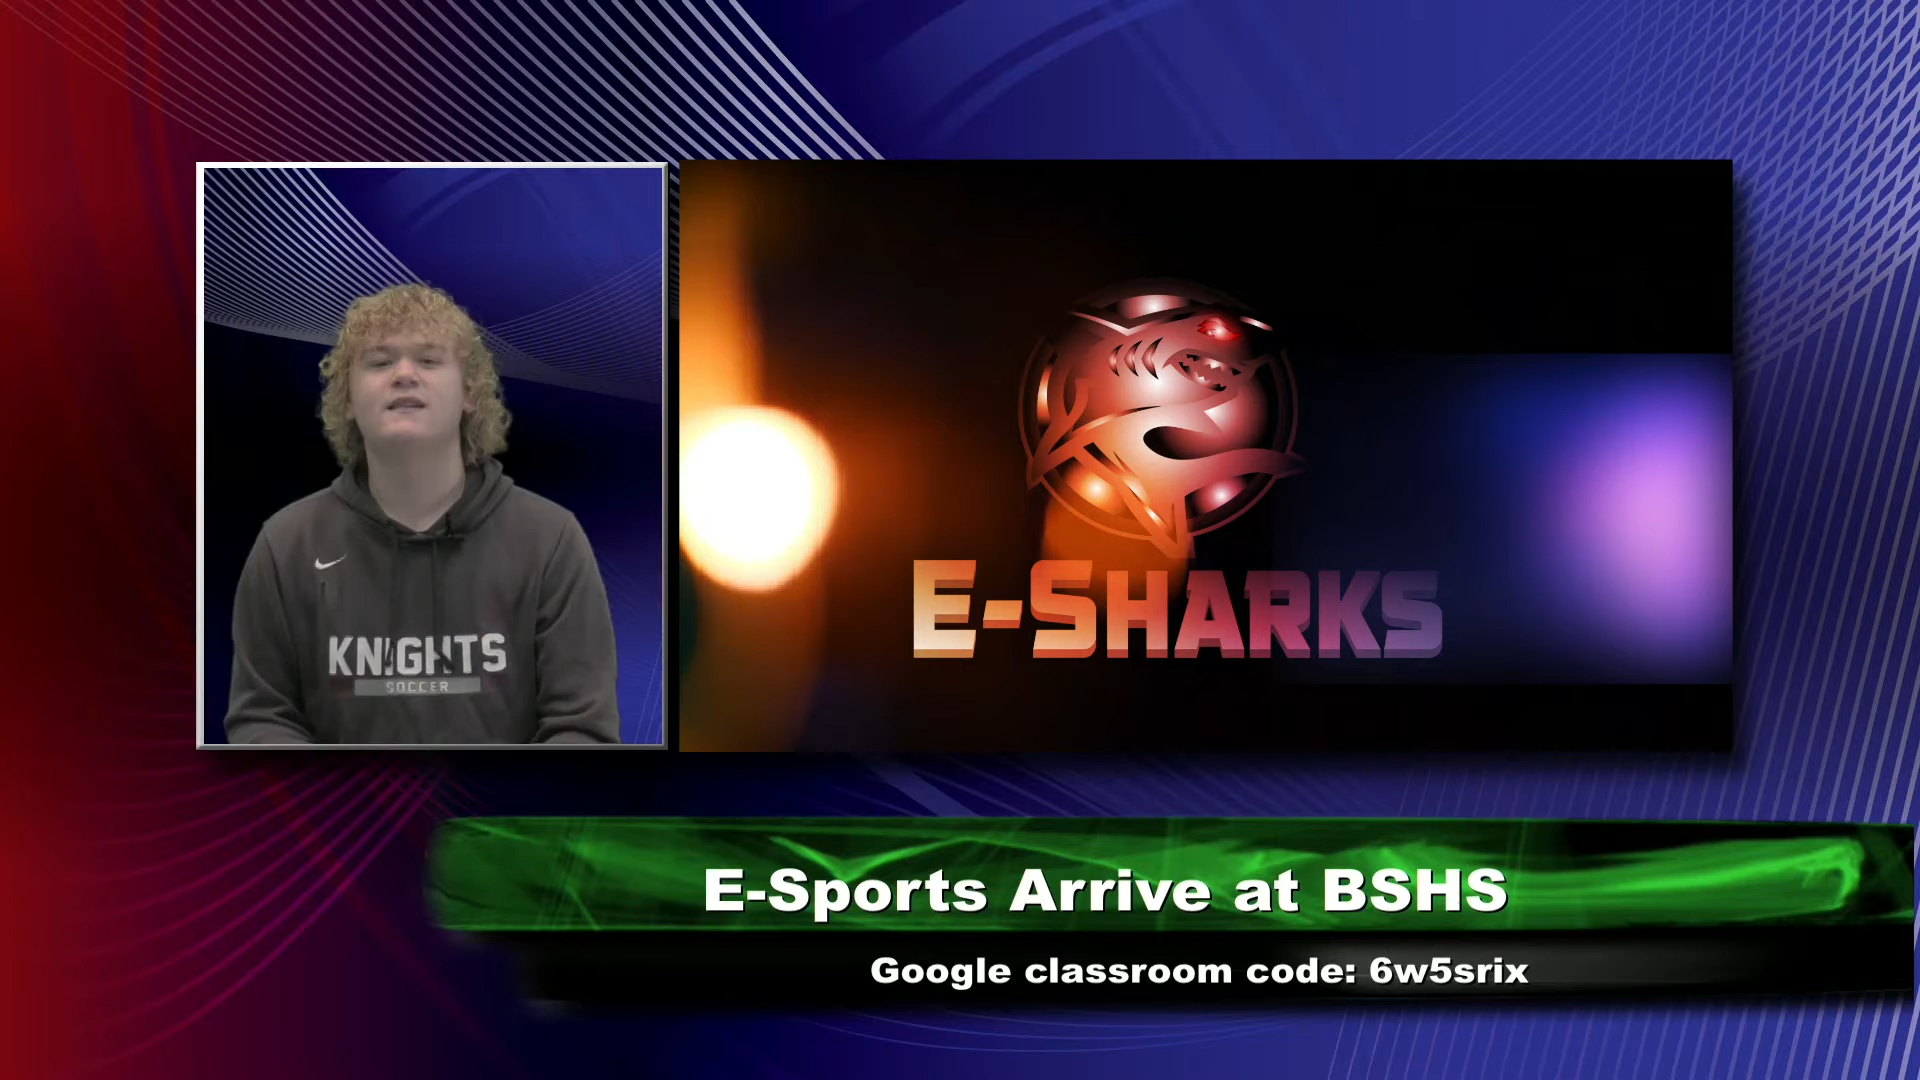 KNIGHTS
SOCCER
E-SHARKS
E-Sports Arrive at BSHS
Google classroom code: 6w5srix